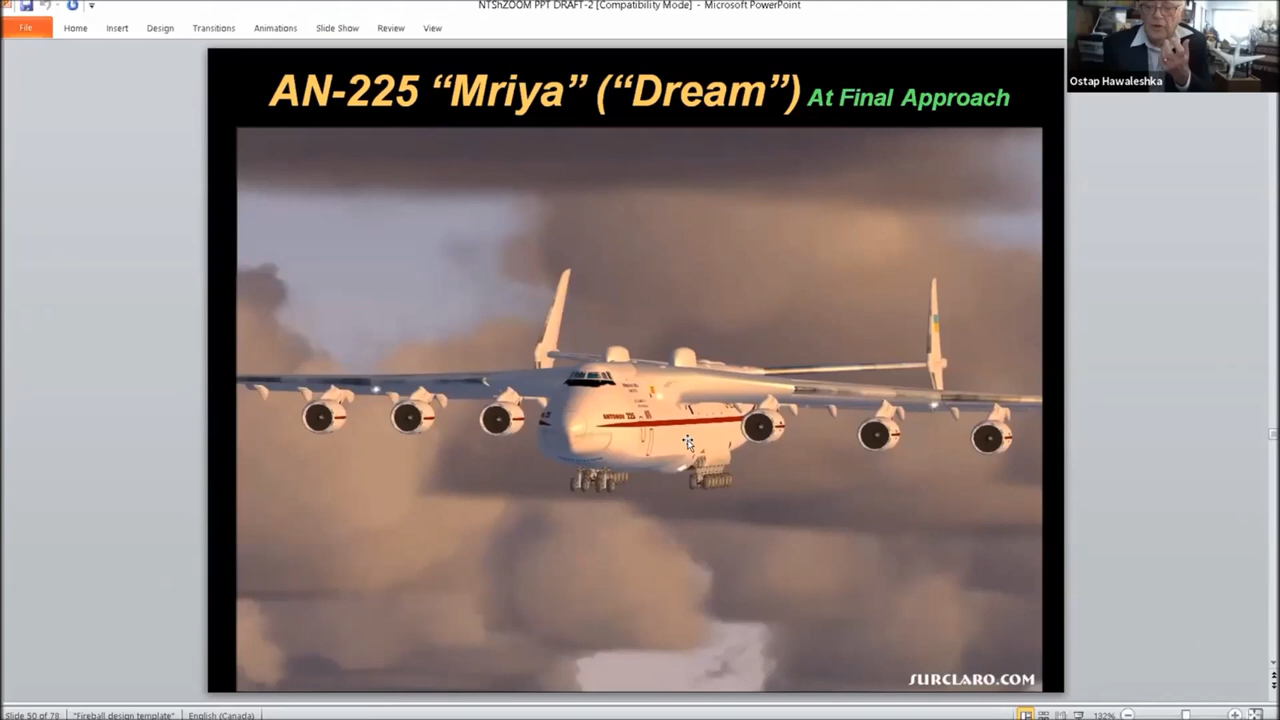 NTShZOOM PPT DRAFT-2 [Compatibility Mode] - Microsoft PowerPoint
File Home Insert Design Transitions Animations Slide Show Review View
Ostap Hawaleshka
AN-225 “Mriya” (“Dream”) At Final Approach
ANTONOV 225
SURCLARO.COM
Slide 50 of 78 "Fireball design template" English (Canada) 132%